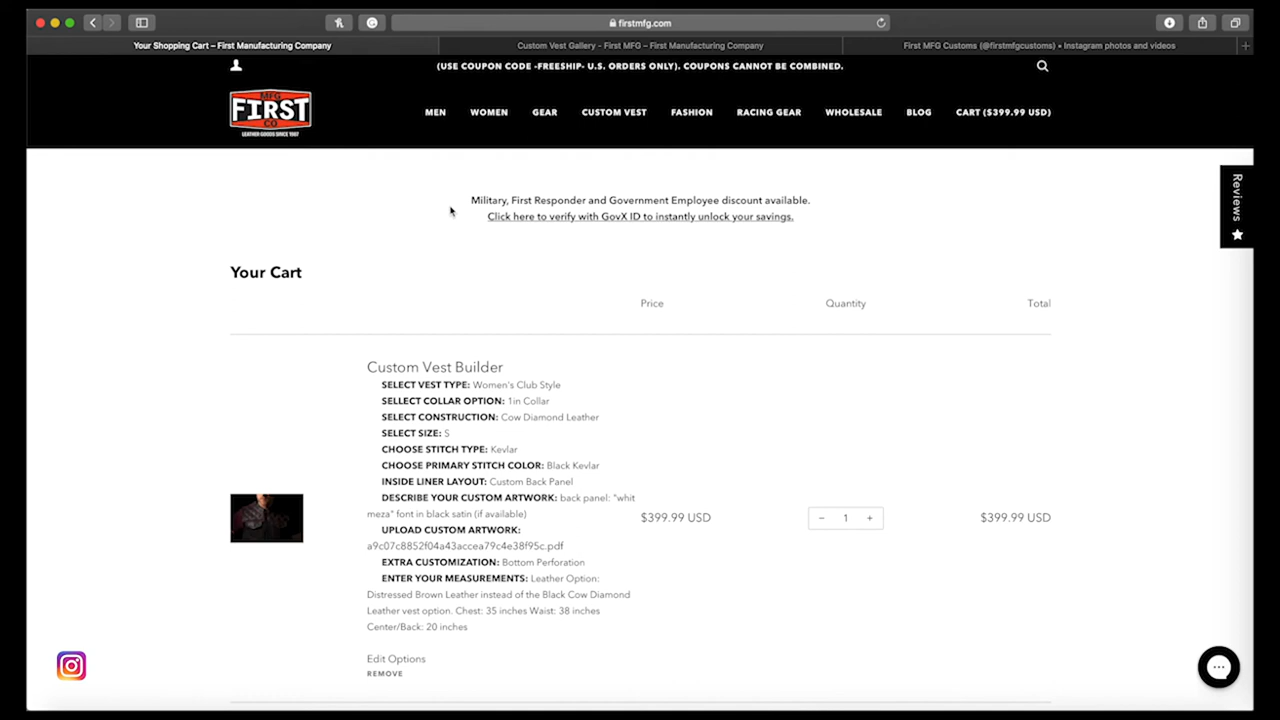 firstmfg.com
Your Shopping Cart – First Manufacturing Company
Custom Vest Gallery - First MFG – First Manufacturing Company
First MFG Customs (@firstmfgcustoms) • Instagram photos and videos
(USE COUPON CODE -FREESHIP- U.S. ORDERS ONLY). COUPONS CANNOT BE COMBINED.
MFG
FIRST
CO
LEATHER GOODS SINCE 1967
MEN WOMEN GEAR CUSTOM VEST FASHION RACING GEAR WHOLESALE BLOG CART ($399.99 USD)
Military, First Responder and Government Employee discount available.
Click here to verify with GovX ID to instantly unlock your savings.
Reviews
Your Cart
Price Quantity Total
Custom Vest Builder
SELECT VEST TYPE: Women's Club Style
SELLECT COLLAR OPTION: 1in Collar
SELECT CONSTRUCTION: Cow Diamond Leather
SELECT SIZE: S
CHOOSE STITCH TYPE: Kevlar
CHOOSE PRIMARY STITCH COLOR: Black Kevlar
INSIDE LINER LAYOUT: Custom Back Panel
DESCRIBE YOUR CUSTOM ARTWORK: back panel: "whit
meza" font in black satin (if available)
$399.99 USD − 1 + $399.99 USD
UPLOAD CUSTOM ARTWORK:
a9c07c8852f04a43accea79c4e38f95c.pdf
EXTRA CUSTOMIZATION: Bottom Perforation
ENTER YOUR MEASUREMENTS: Leather Option:
Distressed Brown Leather instead of the Black Cow Diamond
Leather vest option. Chest: 35 inches Waist: 38 inches
Center/Back: 20 inches
Edit Options
REMOVE